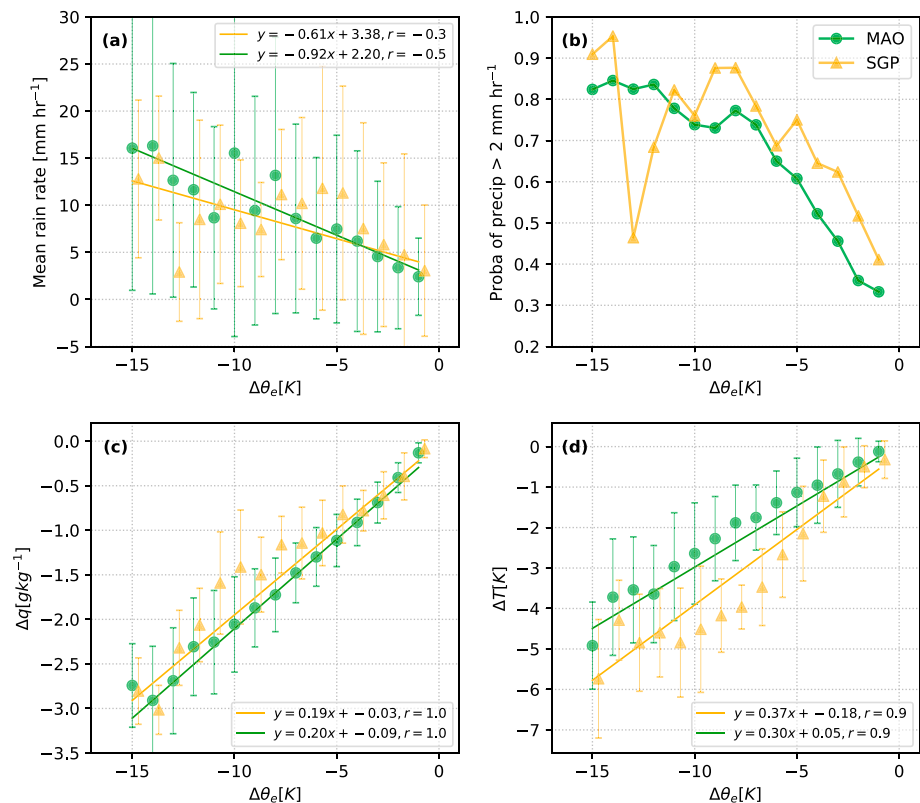 (a)
y = −0.61x + 3.38, r = −0.3
y = −0.92x + 2.20, r = −0.5
30
25
20
15
10
5
0
−5
Mean rain rate [mm hr⁻¹]
−15 −10 −5 0
Δθₑ[K]
(b)
MAO
SGP
1.0
0.9
0.8
0.7
0.6
0.5
0.4
0.3
0.2
Proba of precip > 2 mm hr⁻¹
−15 −10 −5 0
Δθₑ[K]
(c)
0.0
−0.5
−1.0
−1.5
−2.0
−2.5
−3.0
−3.5
Δq[gkg⁻¹]
y = 0.19x + −0.03, r = 1.0
y = 0.20x + −0.09, r = 1.0
−15 −10 −5 0
Δθₑ[K]
(d)
0
−1
−2
−3
−4
−5
−6
−7
ΔT[K]
y = 0.37x + −0.18, r = 0.9
y = 0.30x + 0.05, r = 0.9
−15 −10 −5 0
Δθₑ[K]